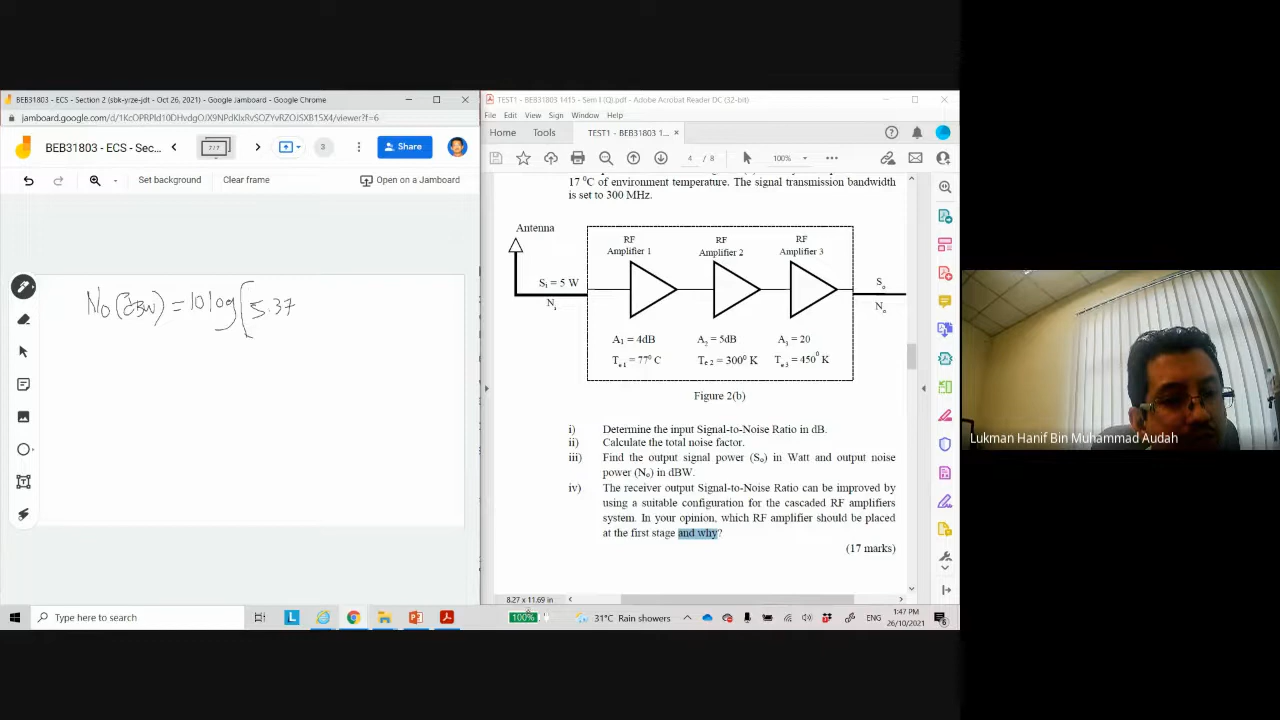 BEB31803 - ECS - Section 2 (sbk-yrze-jdt - Oct 26, 2021) - Google Jamboard - Google Chrome
BEB31803 - ECS - Sec...
7/7
3
Share
Set background
Clear frame
Open on a Jamboard
No (dBW) = 10 log [ 5.37
TEST1 - BEB31803 1415 - Sem I (Q).pdf - Adobe Acrobat Reader DC (32-bit)
File Edit View Sign Window Help
Home Tools TEST1 - BEB31803 1... ×
4 / 8 100%
17 ⁰C of environment temperature. The signal transmission bandwidth
is set to 300 MHz.
Antenna
RF Amplifier 1
RF Amplifier 2
RF Amplifier 3
Si = 5 W
Ni
So
No
A1 = 4dB
A2 = 5dB
A3 = 20
Te1 = 77⁰ C
Te2 = 300⁰ K
Te3 = 450⁰ K
Figure 2(b)
i) Determine the input Signal-to-Noise Ratio in dB.
ii) Calculate the total noise factor.
iii) Find the output signal power (So) in Watt and output noise
power (No) in dBW.
iv) The receiver output Signal-to-Noise Ratio can be improved by
using a suitable configuration for the cascaded RF amplifiers
system. In your opinion, which RF amplifier should be placed
at the first stage and why?
(17 marks)
8.27 x 11.69 in
Lukman Hanif Bin Muhammad Audah
Type here to search
100%
31°C Rain showers
ENG
1:47 PM
26/10/2021
6